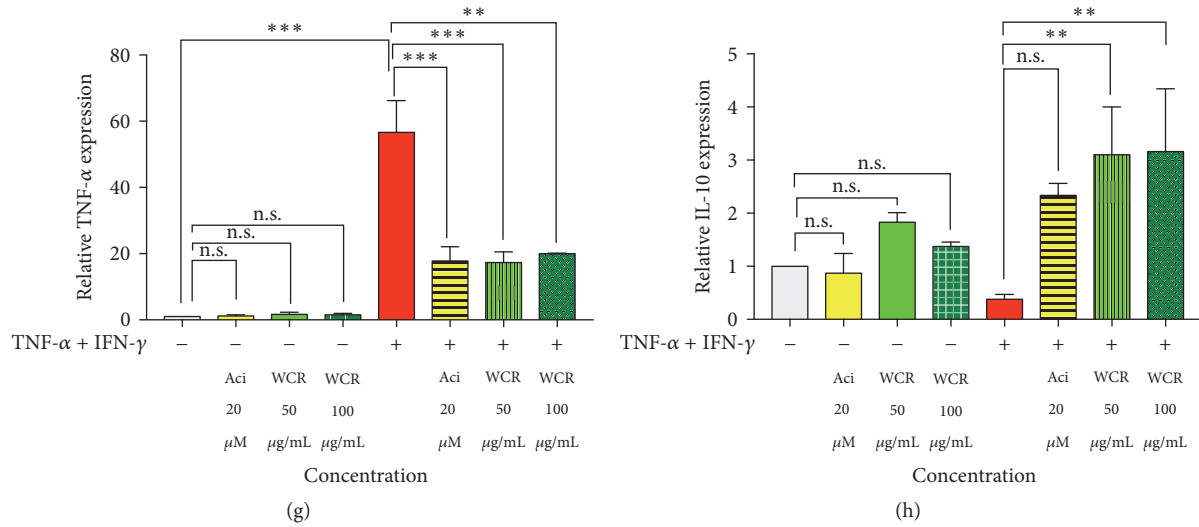 ***
**
***
***
n.s.
n.s.
n.s.
80
60
40
20
0
Relative TNF-α expression
TNF-α + IFN-γ
− − − − + + + +
Aci WCR WCR Aci WCR WCR
20 50 100 20 50 100
μM μg/mL μg/mL μM μg/mL μg/mL
Concentration
(g)
**
**
n.s.
n.s.
n.s.
n.s.
5
4
3
2
1
0
Relative IL-10 expression
TNF-α + IFN-γ
− − − − + + + +
Aci WCR WCR Aci WCR WCR
20 50 100 20 50 100
μM μg/mL μg/mL μM μg/mL μg/mL
Concentration
(h)